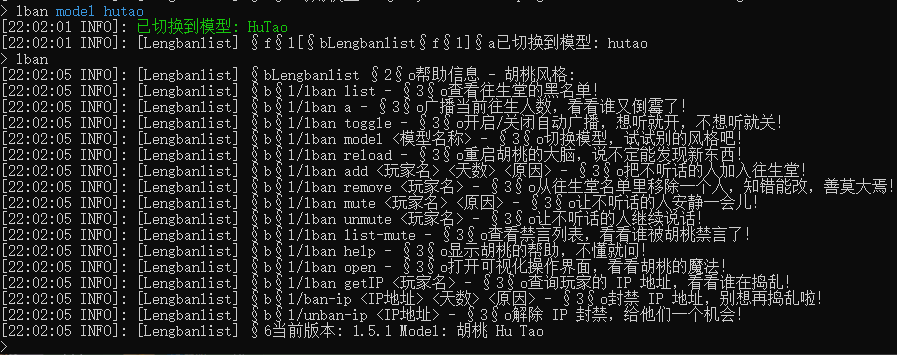 > lban model hutao
[22:02:01 INFO]: 已切换到模型: HuTao
[22:02:01 INFO]: [Lengbanlist] §f§l[§bLengbanlist§f§l]§a已切换到模型: hutao
> lban
[22:02:05 INFO]: [Lengbanlist] §bLengbanlist §2§o帮助信息 - 胡桃风格:
[22:02:05 INFO]: [Lengbanlist] §b§l/lban list - §3§o查看往生堂的黑名单!
[22:02:05 INFO]: [Lengbanlist] §b§l/lban a - §3§o广播当前往生人数, 看看谁又倒霉了!
[22:02:05 INFO]: [Lengbanlist] §b§l/lban toggle - §3§o开启/关闭自动广播, 想听就开, 不想听就关!
[22:02:05 INFO]: [Lengbanlist] §b§l/lban model <模型名称> - §3§o切换模型, 试试别的风格吧!
[22:02:05 INFO]: [Lengbanlist] §b§l/lban reload - §3§o重启胡桃的大脑, 说不定能发现新东西!
[22:02:05 INFO]: [Lengbanlist] §b§l/lban add <玩家名> <天数> <原因> - §3§o把不听话的人加入往生堂!
[22:02:05 INFO]: [Lengbanlist] §b§l/lban remove <玩家名> - §3§o从往生堂名单里移除一个人, 知错能改, 善莫大焉!
[22:02:05 INFO]: [Lengbanlist] §b§l/lban mute <玩家名> <原因> - §3§o让不听话的人安静一会儿!
[22:02:05 INFO]: [Lengbanlist] §b§l/lban unmute <玩家名> - §3§o让不听话的人继续说话!
[22:02:05 INFO]: [Lengbanlist] §b§l/lban list-mute - §3§o查看禁言列表, 看看谁被胡桃禁言了!
[22:02:05 INFO]: [Lengbanlist] §b§l/lban help - §3§o显示胡桃的帮助, 不懂就问!
[22:02:05 INFO]: [Lengbanlist] §b§l/lban open - §3§o打开可视化操作界面, 看看胡桃的魔法!
[22:02:05 INFO]: [Lengbanlist] §b§l/lban getIP <玩家名> - §3§o查询玩家的 IP 地址, 看看谁在捣乱!
[22:02:05 INFO]: [Lengbanlist] §b§l/ban-ip <IP地址> <天数> <原因> - §3§o封禁 IP 地址, 别想再捣乱啦!
[22:02:05 INFO]: [Lengbanlist] §b§l/unban-ip <IP地址> - §3§o解除 IP 封禁, 给他们一个机会!
[22:02:05 INFO]: [Lengbanlist] §6当前版本: 1.5.1 Model: 胡桃 Hu Tao
>